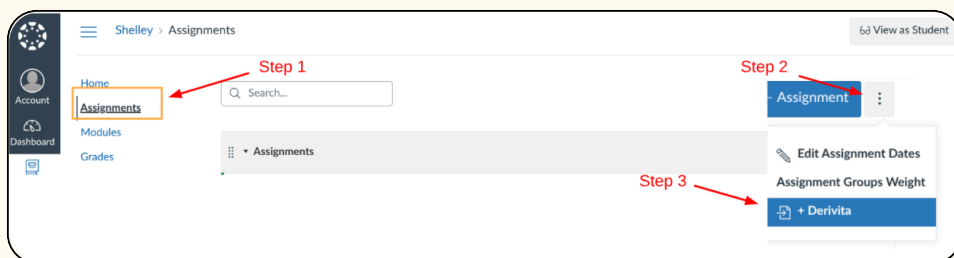 Shelley > Assignments
View as Student
Step 1
Step 2
Home
Search...
Assignment
Account
Assignments
Modules
Edit Assignment Dates
Dashboard
Grades
Assignments
Assignment Groups Weight
Step 3
+ Derivita